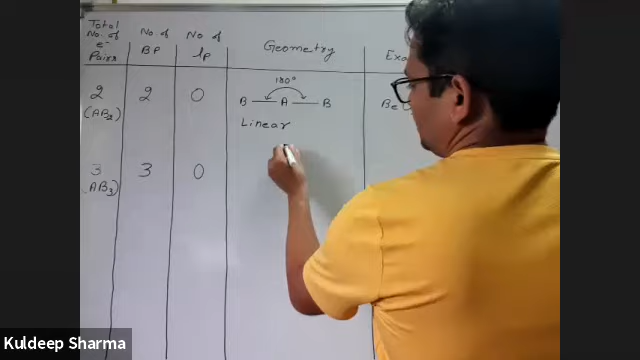 Total No. of No. of
No. of BP lp Geometry Exa
e-
Pairs
180°
2 2 0 B — A — B Be
(AB2) Linear
3 3 0
(AB3)
Kuldeep Sharma